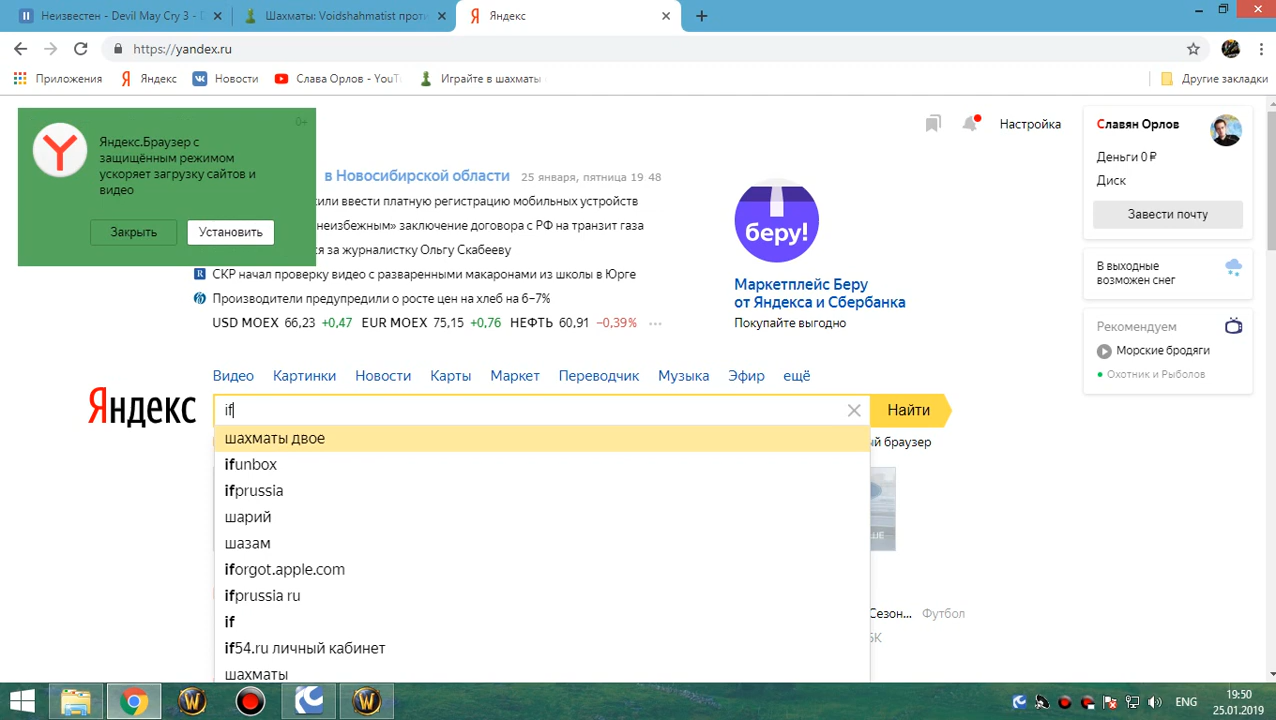 Неизвестен - Devil May Cry 3 - 
Шахматы: Voidshahmatist проти
Яндекс
https://yandex.ru
Приложения
Яндекс
Новости
Слава Орлов - YouT
Играйте в шахматы
Другие закладки
0+
Яндекс.Браузер с
защищённым режимом
ускоряет загрузку сайтов и
видео
Закрыть
Установить
Настройка
Славян Орлов
Деньги 0 ₽
Диск
Завести почту
в Новосибирской области
25 января, пятница 19 48
или ввести платную регистрацию мобильных устройств
неизбежным» заключение договора с РФ на транзит газа
ся за журналистку Ольгу Скабееву
СКР начал проверку видео с разваренными макаронами из школы в Юрге
Производители предупредили о росте цен на хлеб на 6–7%
USD MOEX 66,23 +0,47 EUR MOEX 75,15 +0,76 НЕФТЬ 60,91 −0,39% ···
беру!
Маркетплейс Беру
от Яндекса и Сбербанка
Покупайте выгодно
В выходные
возможен снег
Рекомендуем
Морские бродяги
Охотник и Рыболов
Видео Картинки Новости Карты Маркет Переводчик Музыка Эфир ещё
Яндекс
if
Найти
шахматы двое
ifunbox
ifprussia
шарий
шазам
iforgot.apple.com
ifprussia ru
if
if54.ru личный кабинет
шахматы
ый браузер
Сезон...
Футбол
ENG
19:50
25.01.2019